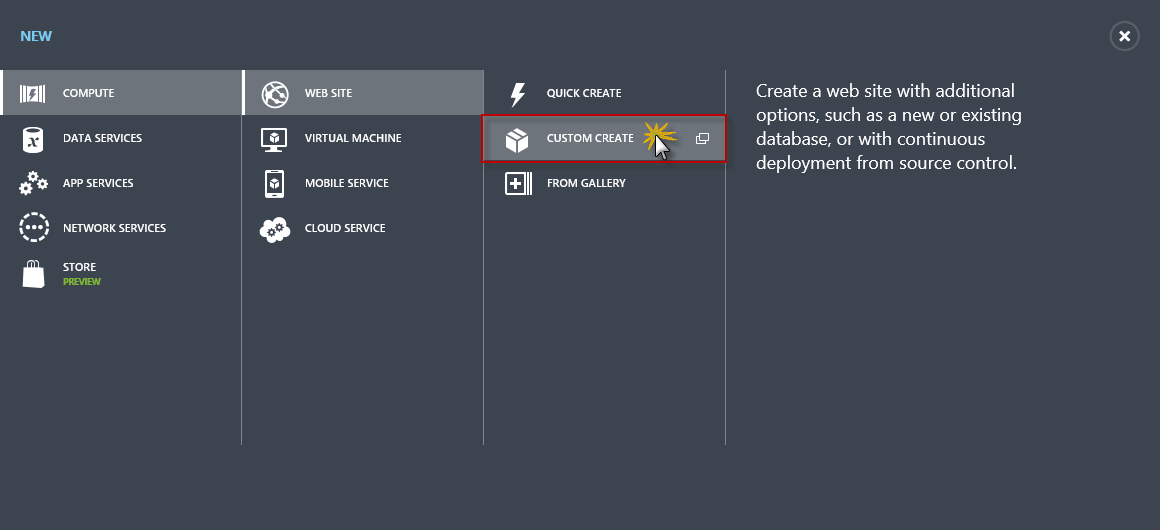 NEW
COMPUTE
DATA SERVICES
APP SERVICES
NETWORK SERVICES
STORE
PREVIEW
WEB SITE
VIRTUAL MACHINE
MOBILE SERVICE
CLOUD SERVICE
QUICK CREATE
CUSTOM CREATE
FROM GALLERY
Create a web site with additional
options, such as a new or existing
database, or with continuous
deployment from source control.